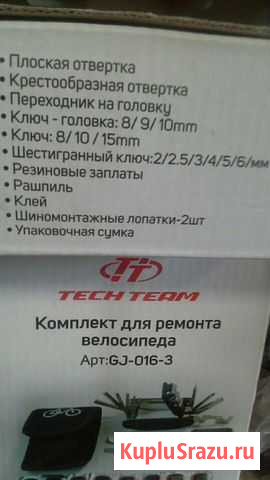 • Плоская отвертка
• Крестообразная отвертка
• Переходник на головку
• Ключ - головка: 8/ 9/ 10mm
• Ключ: 8/ 10 / 15mm
• Шестигранный ключ:2/2.5/3/4/5/6/мм
• Резиновые заплаты
• Рашпиль
• Клей
• Шиномонтажные лопатки-2шт
• Упаковочная сумка
TT
TECH TEAM
Комплект для ремонта
велосипеда
Арт:GJ-016-3
KupluSrazu.ru